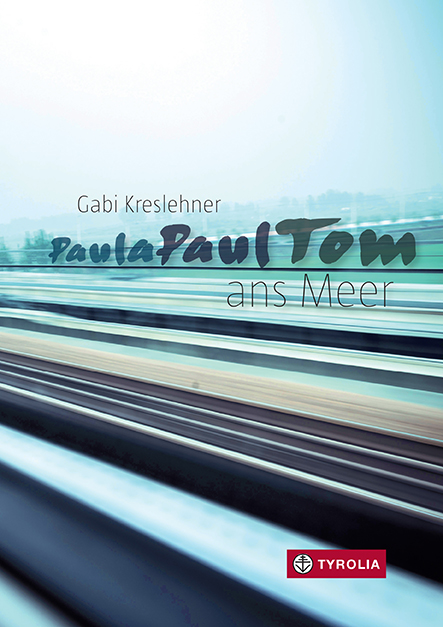 Gabi Kreslehner
PaulaPaulTom
ans Meer
TYROLIA